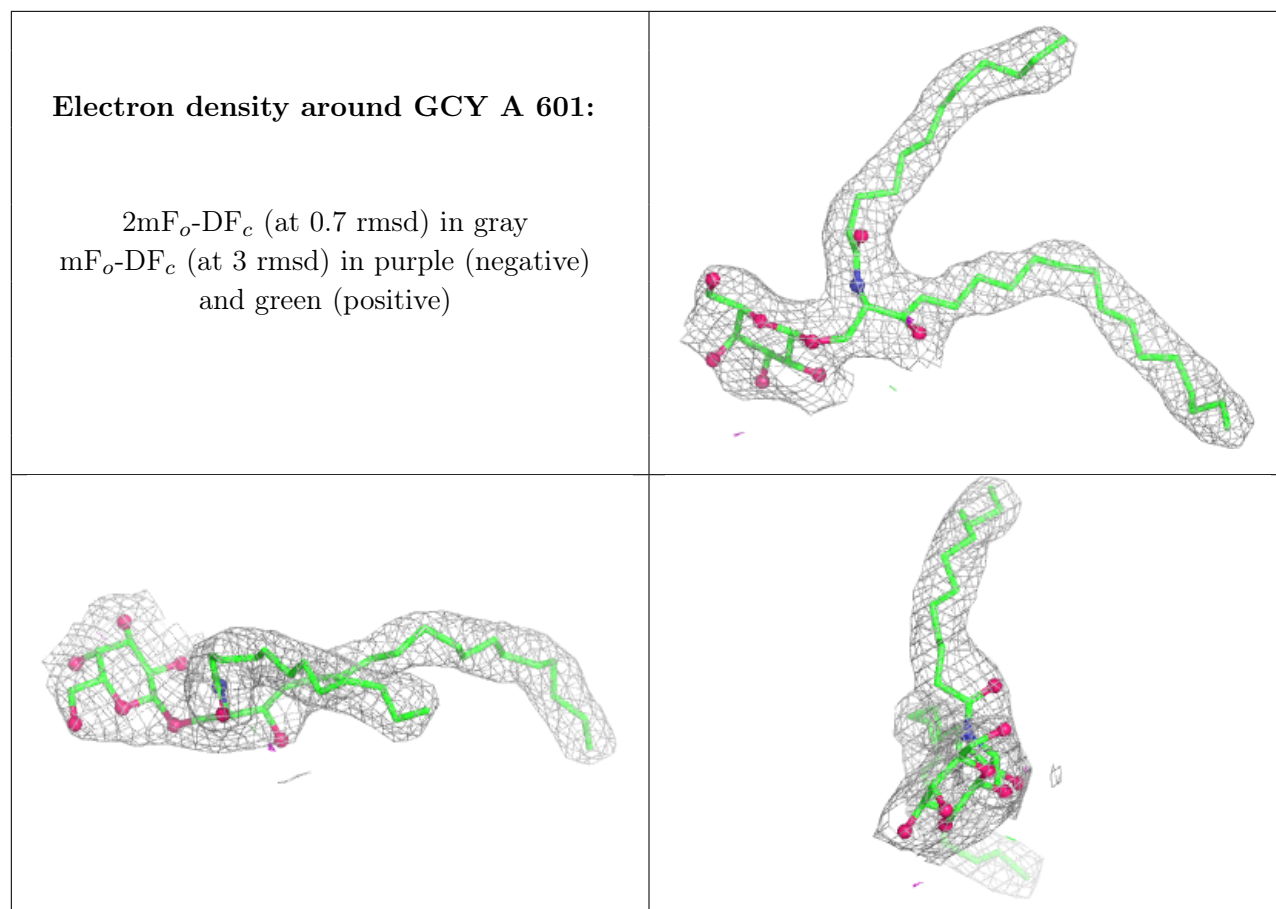 Electron density around GCY A 601:
2mFo-DFc (at 0.7 rmsd) in gray
mFo-DFc (at 3 rmsd) in purple (negative)
and green (positive)